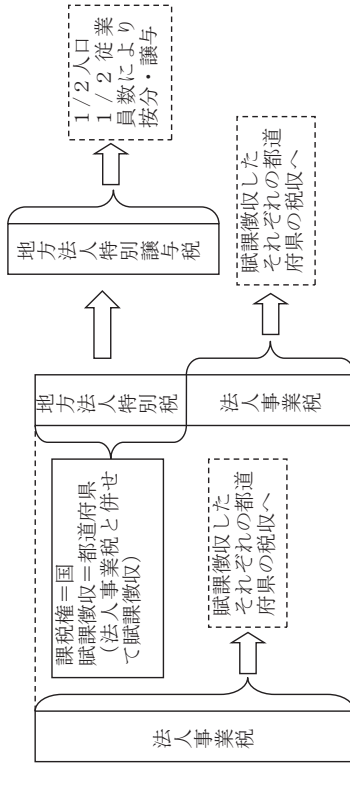 法人事業税
賦課徴収した
それぞれの都道
府県の税収へ
課税権＝国
賦課徴収＝都道府県
（法人事業税と併せ
て賦課徴収）
地方法人特別税
法人事業税
地方法人特別譲与税
1/2人口
1/2従業
員数により
按分・譲与
賦課徴収した
それぞれの都道
府県の税収へ